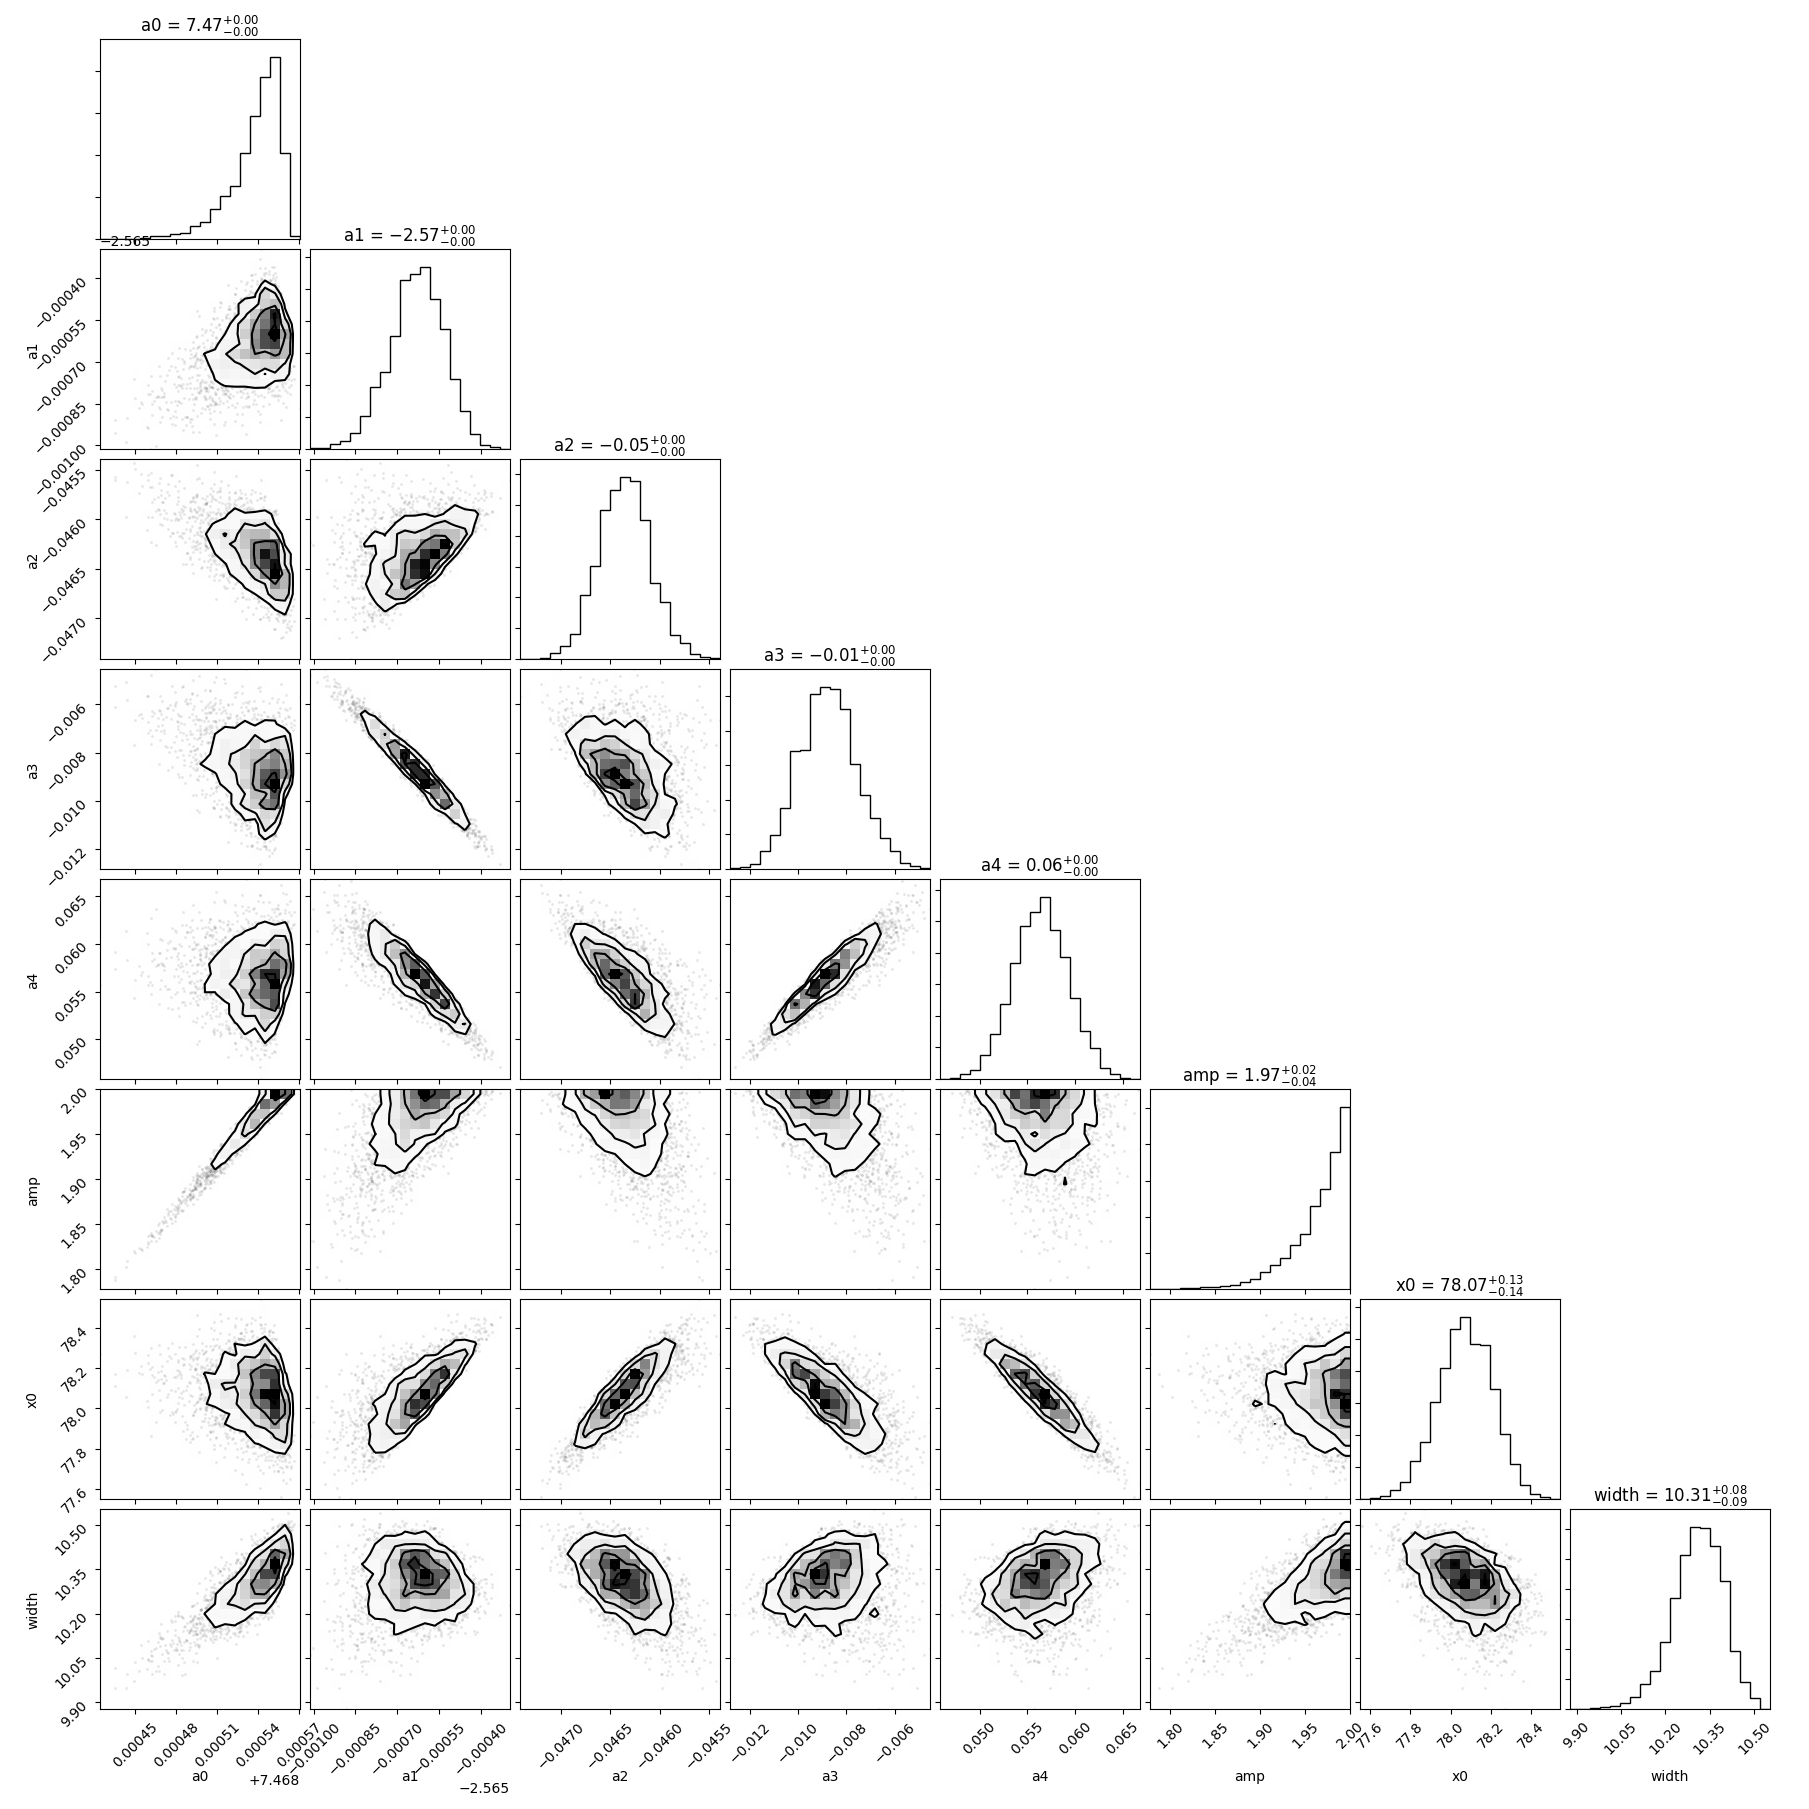 a0 = 7.47+0.00−0.00
−2.565
a1 = −2.57+0.00−0.00
−0.00040
−0.00055
−0.00070
−0.00085
−0.00100
a1
a2 = −0.05+0.00−0.00
−0.0455
−0.0460
−0.0465
−0.0470
a2
a3 = −0.01+0.00−0.00
−0.006
−0.008
−0.010
−0.012
a3
a4 = 0.06+0.00−0.00
0.065
0.060
0.055
0.050
a4
amp = 1.97+0.02−0.04
2.00
1.95
1.90
1.85
1.80
amp
x0 = 78.07+0.13−0.14
78.4
78.2
78.0
77.8
77.6
x0
width = 10.31+0.08−0.09
10.50
10.35
10.20
10.05
9.90
width
0.00045 0.00048 0.00051 0.00054 0.00057
−0.00100 −0.00085 −0.00070 −0.00055 −0.00040
−0.0470 −0.0465 −0.0460 −0.0455
−0.012 −0.010 −0.008 −0.006
0.050 0.055 0.060 0.065
1.80 1.85 1.90 1.95 2.00
77.6 77.8 78.0 78.2 78.4
9.90 10.05 10.20 10.35 10.50
a0 +7.468 a1 −2.565 a2 a3 a4 amp x0 width